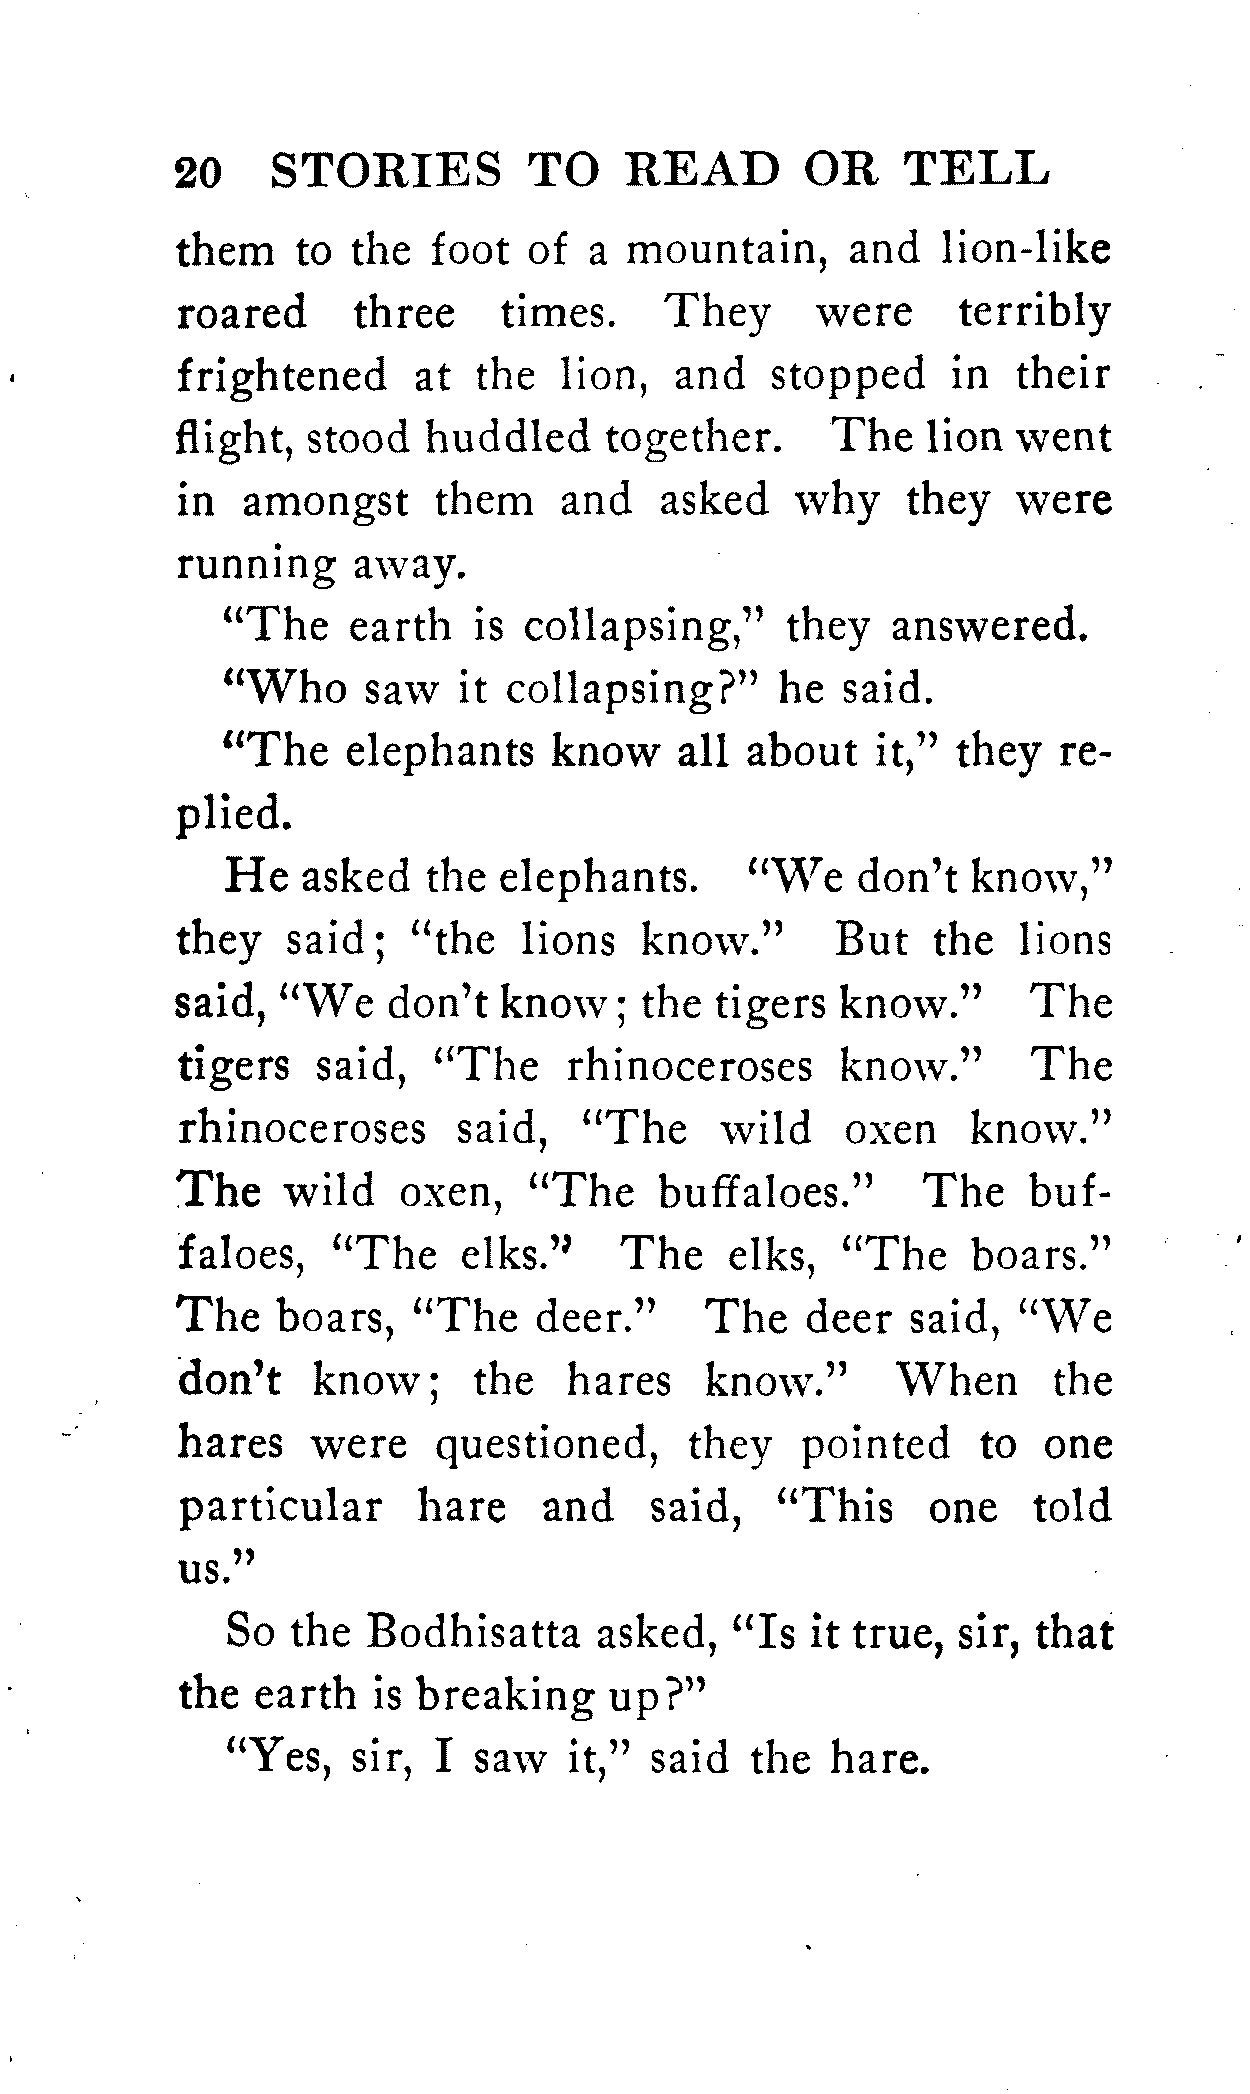 20 STORIES TO READ OR TELL
them to the foot of a mountain, and lion-like
roared three times. They were terribly
frightened at the lion, and stopped in their
flight, stood huddled together. The lion went
in amongst them and asked why they were
running away.
“The earth is collapsing,” they answered.
“Who saw it collapsing?” he said.
“The elephants know all about it,” they re-
plied.
He asked the elephants. “We don’t know,”
they said; “the lions know.” But the lions
said, “We don’t know; the tigers know.” The
tigers said, “The rhinoceroses know.” The
rhinoceroses said, “The wild oxen know.”
The wild oxen, “The buffaloes.” The buf-
faloes, “The elks.” The elks, “The boars.”
The boars, “The deer.” The deer said, “We
don’t know; the hares know.” When the
hares were questioned, they pointed to one
particular hare and said, “This one told
us.”
So the Bodhisatta asked, “Is it true, sir, that
the earth is breaking up?”
“Yes, sir, I saw it,” said the hare.